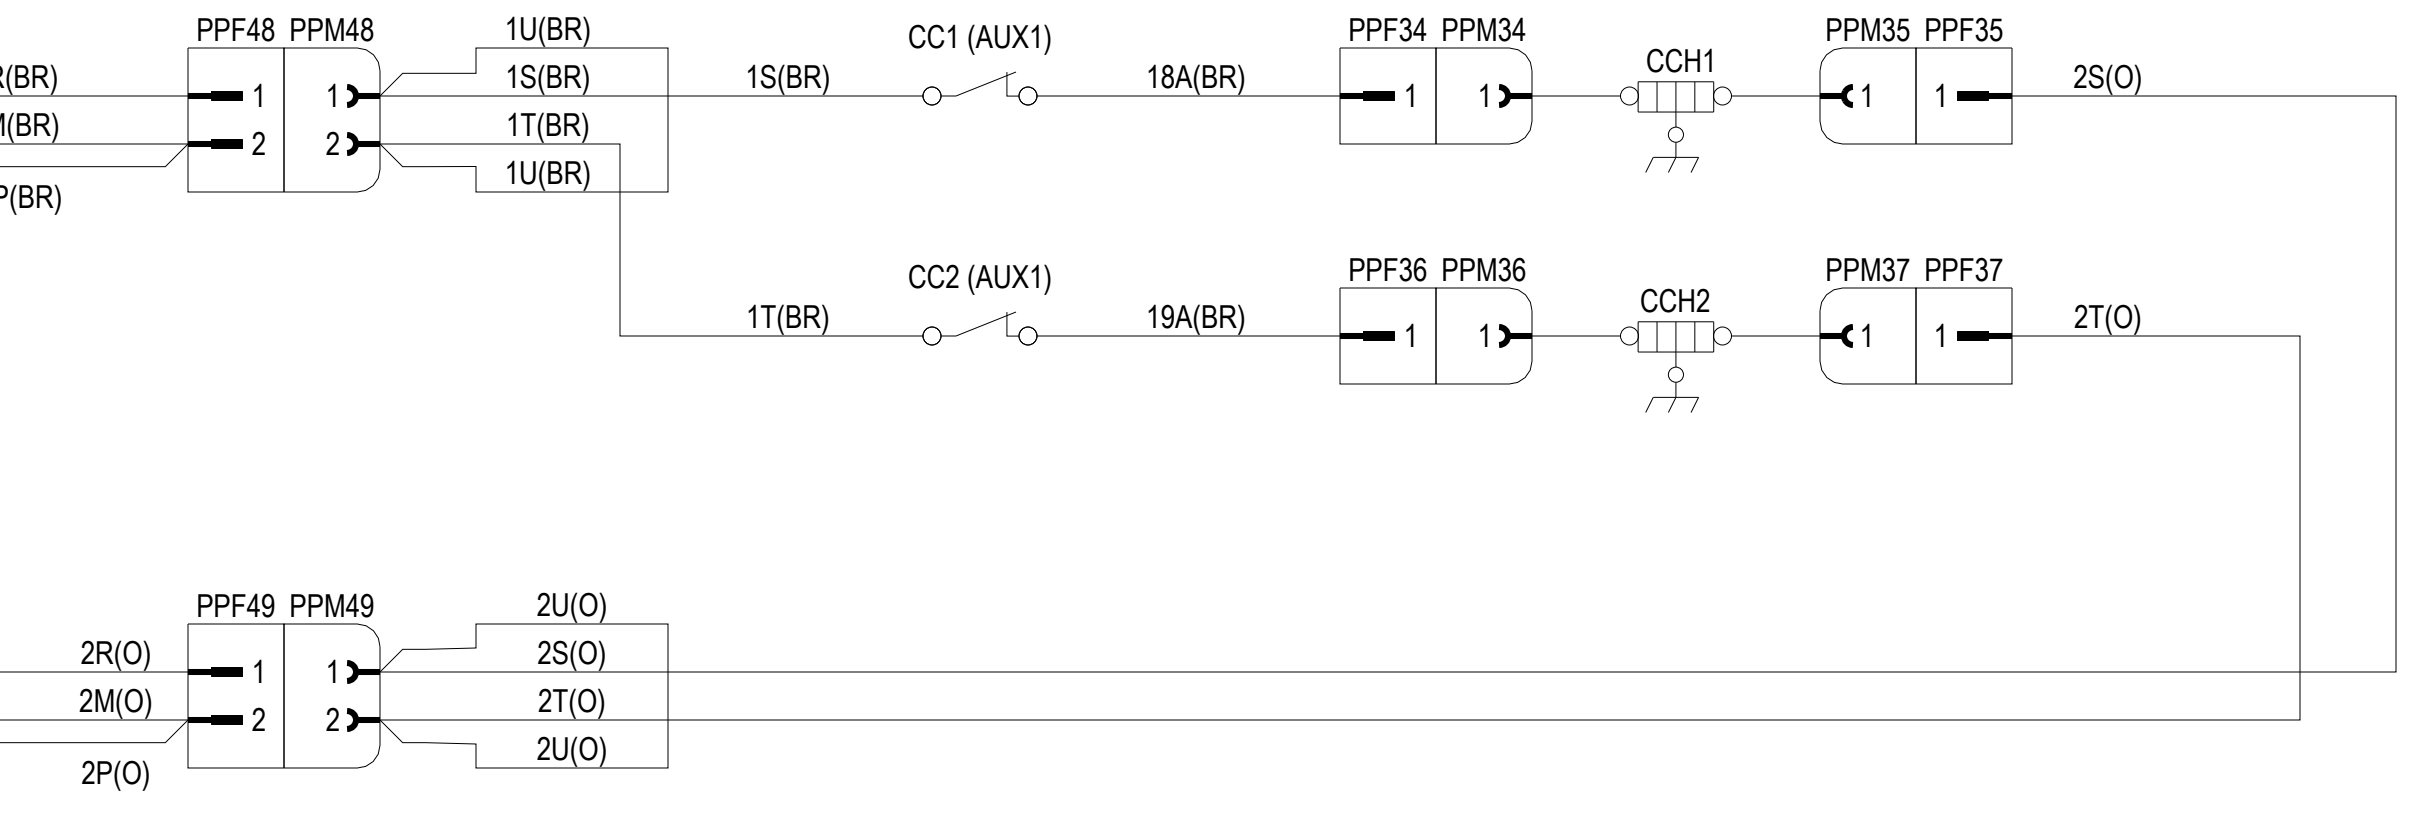 PPF48 PPM48 1U(BR) CC1 (AUX1) PPF34 PPM34 CCH1 PPM35 PPF35
(BR) 1 1 1S(BR) 1S(BR) 18A(BR) 1 1 1 1 2S(O)
(BR) 2 2 1T(BR)
P(BR) 1U(BR)
CC2 (AUX1) PPF36 PPM36 CCH2 PPM37 PPF37
1T(BR) 19A(BR) 1 1 1 1 2T(O)
PPF49 PPM49 2U(O)
2R(O) 1 1 2S(O)
2M(O) 2 2 2T(O)
2P(O) 2U(O)